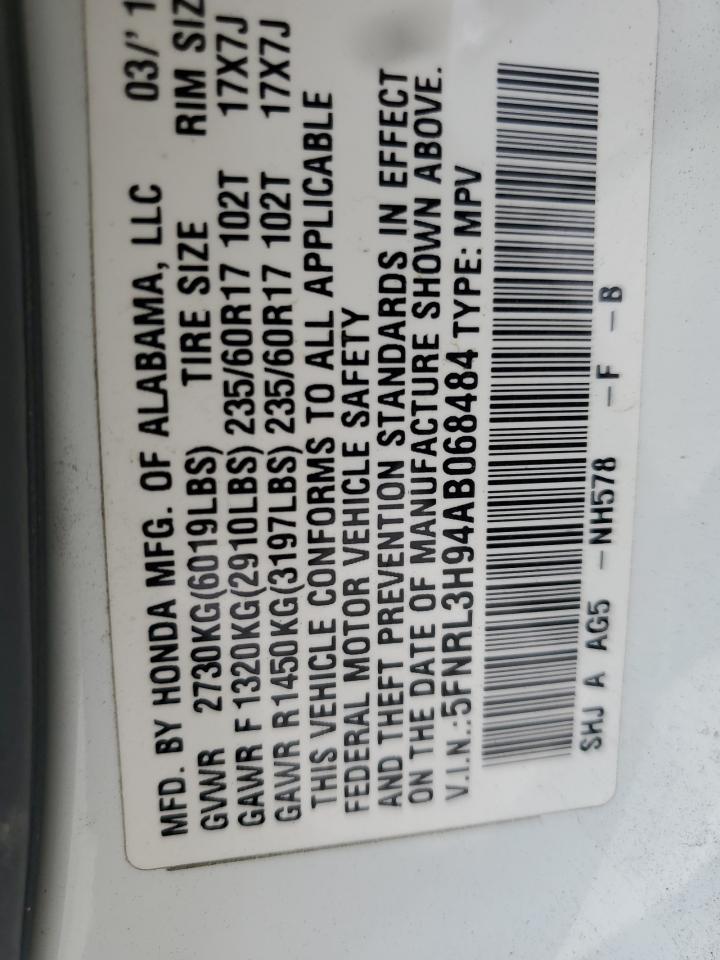 MFD. BY HONDA MFG. OF ALABAMA, LLC 03/'1
GVWR 2730KG(6019LBS) TIRE SIZE RIM SIZ
GAWR F 1320KG(2910LBS) 235/60R17 102T 17X7J
GAWR R1450KG(3197LBS) 235/60R17 102T 17X7J
THIS VEHICLE CONFORMS TO ALL APPLICABLE
FEDERAL MOTOR VEHICLE SAFETY
AND THEFT PREVENTION STANDARDS IN EFFECT
ON THE DATE OF MANUFACTURE SHOWN ABOVE.
V.I.N.:5FNRL3H94AB068484 TYPE: MPV
SHJ A AG5 -NH578 -F -B